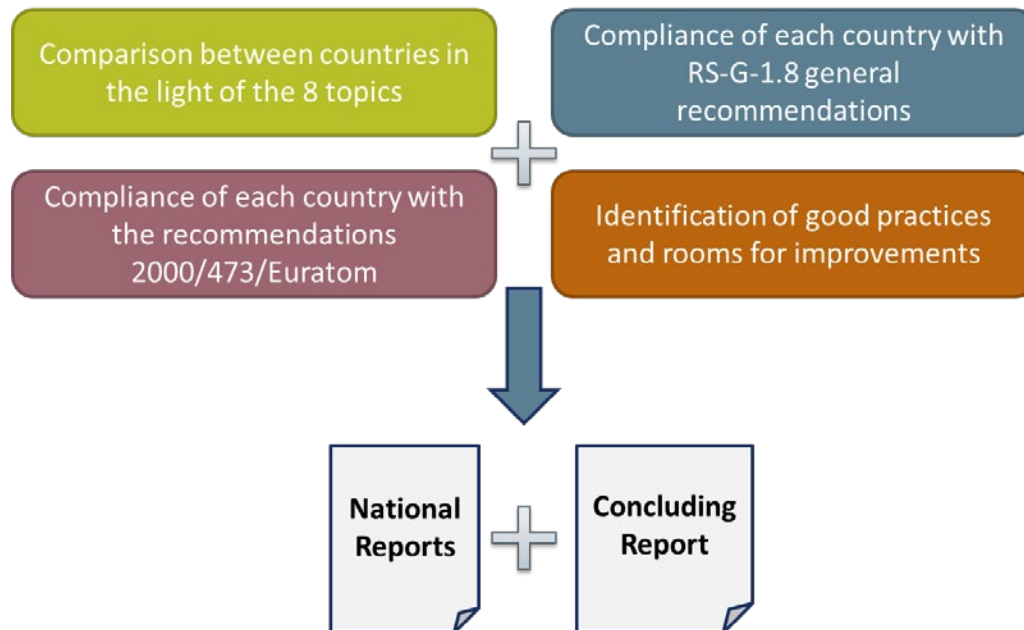 Comparison between countries in
the light of the 8 topics
Compliance of each country with
RS-G-1.8 general
recommendations
Compliance of each country with
the recommendations
2000/473/Euratom
Identification of good practices
and rooms for improvements
National
Reports
Concluding
Report